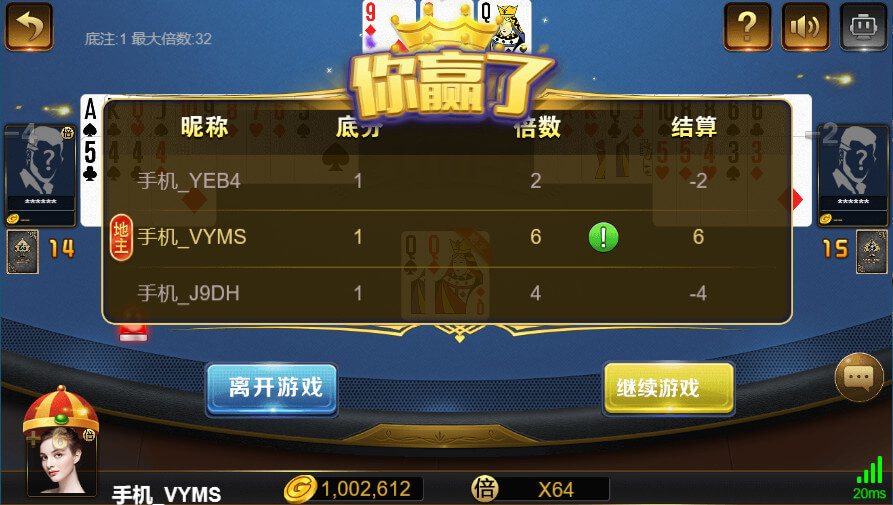 底注:1 最大倍数:32
9
Q
你赢了
?
昵称 底分 倍数 结算
A
5
-4
-2
手机_YEB4 1 2 -2
******
******
地主 手机_VYMS 1 6 ! 6
14
15
Q Q
手机_J9DH 1 4 -4
离开游戏
继续游戏
倍
手机_VYMS
1,002,612
倍 X64
20ms